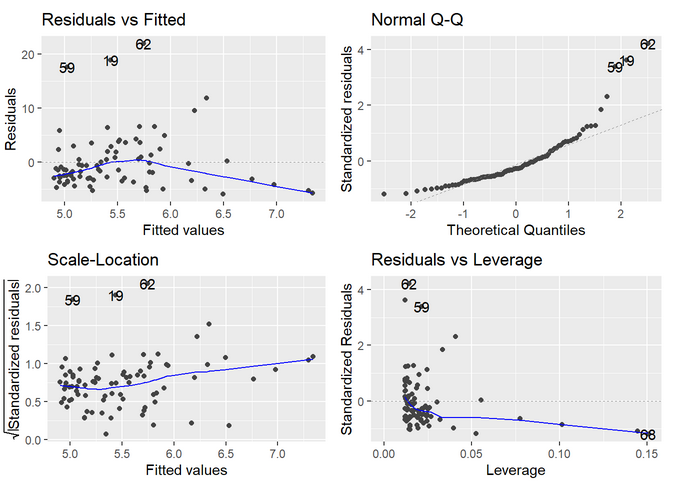 Residuals vs Fitted
Residuals
20
10
0
59
19
62
5.0 5.5 6.0 6.5 7.0
Fitted values
Normal Q-Q
Standardized residuals
4
2
0
59
19
62
-2 -1 0 1 2
Theoretical Quantiles
Scale-Location
√|Standardized residuals|
2.0
1.5
1.0
0.5
0.0
59
19
62
5.0 5.5 6.0 6.5 7.0
Fitted values
Residuals vs Leverage
Standardized Residuals
4
2
0
62
59
68
0.00 0.05 0.10 0.15
Leverage